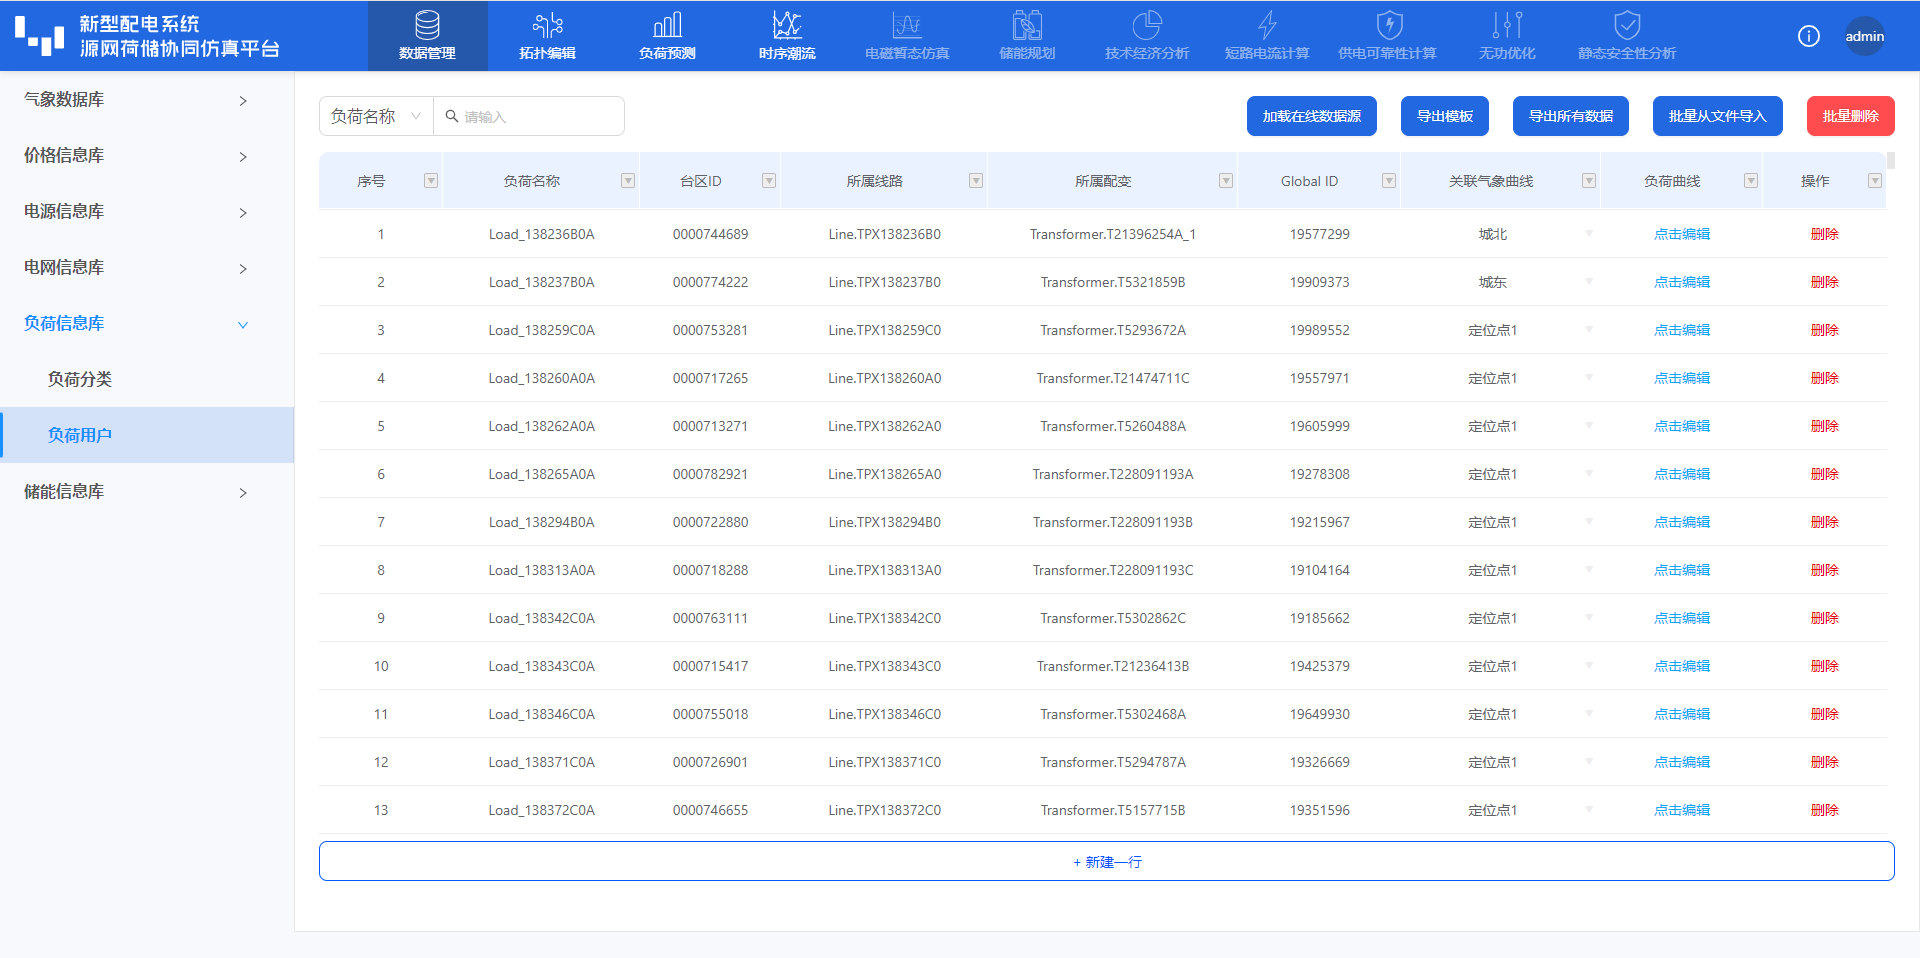 新型配电系统
源网荷储协同仿真平台
数据管理 拓扑编辑 负荷预测 时序潮流 电磁暂态仿真 储能规划 技术经济分析 短路电流计算 供电可靠性计算 无功优化 静态安全性分析
admin
气象数据库
价格信息库
电源信息库
电网信息库
负荷信息库
负荷分类
负荷用户
储能信息库
负荷名称 请输入 加载在线数据源 导出模板 导出所有数据 批量从文件导入 批量删除
序号 负荷名称 台区ID 所属线路 所属配变 Global ID 关联气象曲线 负荷曲线 操作
1 Load_138236B0A 0000744689 Line.TPX138236B0 Transformer.T21396254A_1 19577299 城北 点击编辑 删除
2 Load_138237B0A 0000774222 Line.TPX138237B0 Transformer.T5321859B 19909373 城东 点击编辑 删除
3 Load_138259C0A 0000753281 Line.TPX138259C0 Transformer.T5293672A 19989552 定位点1 点击编辑 删除
4 Load_138260A0A 0000717265 Line.TPX138260A0 Transformer.T21474711C 19557971 定位点1 点击编辑 删除
5 Load_138262A0A 0000713271 Line.TPX138262A0 Transformer.T5260488A 19605999 定位点1 点击编辑 删除
6 Load_138265A0A 0000782921 Line.TPX138265A0 Transformer.T228091193A 19278308 定位点1 点击编辑 删除
7 Load_138294B0A 0000722880 Line.TPX138294B0 Transformer.T228091193B 19215967 定位点1 点击编辑 删除
8 Load_138313A0A 0000718288 Line.TPX138313A0 Transformer.T228091193C 19104164 定位点1 点击编辑 删除
9 Load_138342C0A 0000763111 Line.TPX138342C0 Transformer.T5302862C 19185662 定位点1 点击编辑 删除
10 Load_138343C0A 0000715417 Line.TPX138343C0 Transformer.T21236413B 19425379 定位点1 点击编辑 删除
11 Load_138346C0A 0000755018 Line.TPX138346C0 Transformer.T5302468A 19649930 定位点1 点击编辑 删除
12 Load_138371C0A 0000726901 Line.TPX138371C0 Transformer.T5294787A 19326669 定位点1 点击编辑 删除
13 Load_138372C0A 0000746655 Line.TPX138372C0 Transformer.T5157715B 19351596 定位点1 点击编辑 删除
+ 新建一行